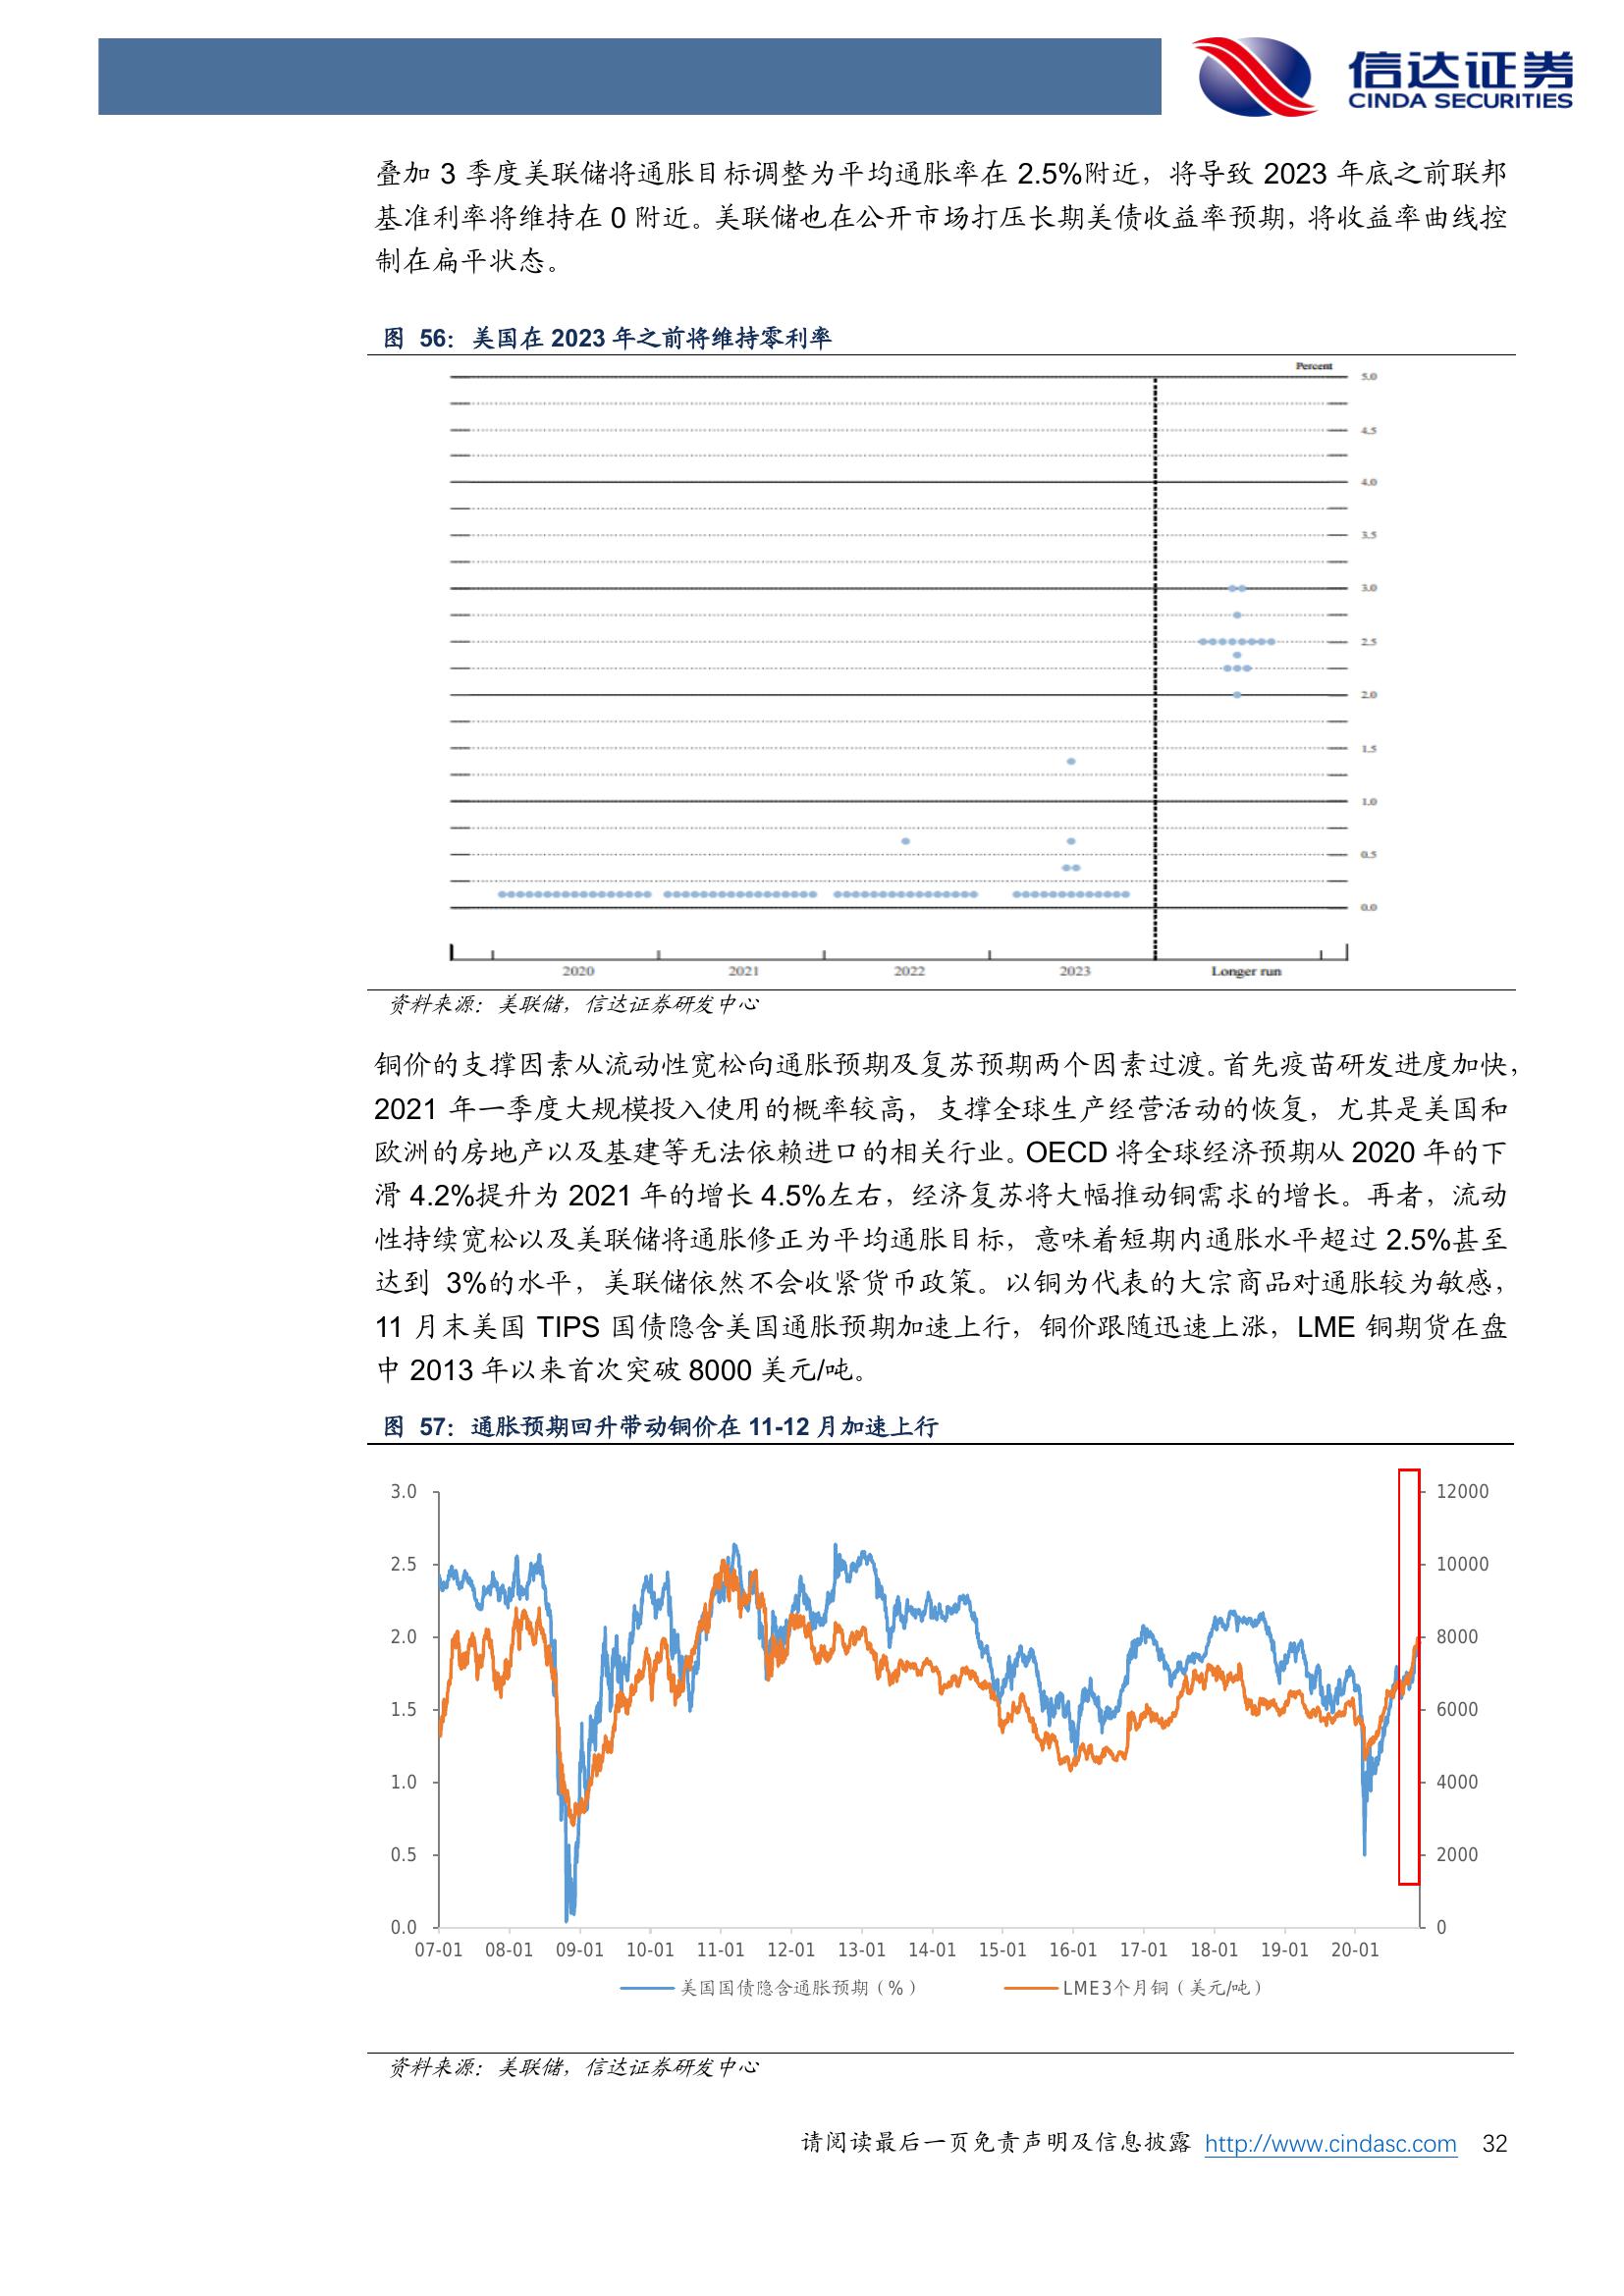 信达证券
CINDA SECURITIES
叠加 3 季度美联储将通胀目标调整为平均通胀率在 2.5%附近，将导致 2023 年底之前联邦
基准利率将维持在 0 附近。美联储也在公开市场打压长期美债收益率预期，将收益率曲线控
制在扁平状态。
图 56：美国在 2023 年之前将维持零利率
Percent
5.0
4.5
4.0
3.5
3.0
2.5
2.0
1.5
1.0
0.5
0.0
2020 2021 2022 2023 Longer run
资料来源：美联储，信达证券研发中心
铜价的支撑因素从流动性宽松向通胀预期及复苏预期两个因素过渡。首先疫苗研发进度加快，
2021 年一季度大规模投入使用的概率较高，支撑全球生产经营活动的恢复，尤其是美国和
欧洲的房地产以及基建等无法依赖进口的相关行业。OECD 将全球经济预期从 2020 年的下
滑 4.2%提升为 2021 年的增长 4.5%左右，经济复苏将大幅推动铜需求的增长。再者，流动
性持续宽松以及美联储将通胀修正为平均通胀目标，意味着短期内通胀水平超过 2.5%甚至
达到 3%的水平，美联储依然不会收紧货币政策。以铜为代表的大宗商品对通胀较为敏感，
11 月末美国 TIPS 国债隐含美国通胀预期加速上行，铜价跟随迅速上涨，LME 铜期货在盘
中 2013 年以来首次突破 8000 美元/吨。
图 57：通胀预期回升带动铜价在 11-12 月加速上行
3.0 12000
2.5 10000
2.0 8000
1.5 6000
1.0 4000
0.5 2000
0.0 0
07-01 08-01 09-01 10-01 11-01 12-01 13-01 14-01 15-01 16-01 17-01 18-01 19-01 20-01
美国国债隐含通胀预期（%） LME3个月铜（美元/吨）
资料来源：美联储，信达证券研发中心
请阅读最后一页免责声明及信息披露 http://www.cindasc.com 32